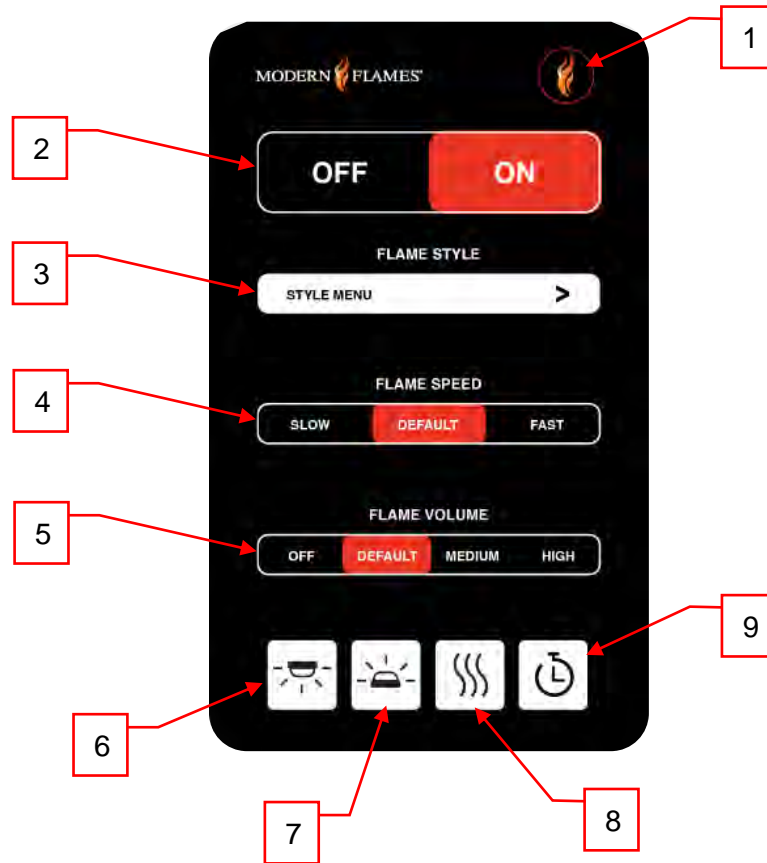 1
MODERN FLAMES®
2
OFF ON
FLAME STYLE
3
STYLE MENU >
FLAME SPEED
4
SLOW DEFAULT FAST
FLAME VOLUME
5
OFF DEFAULT MEDIUM HIGH
9
6
7
8